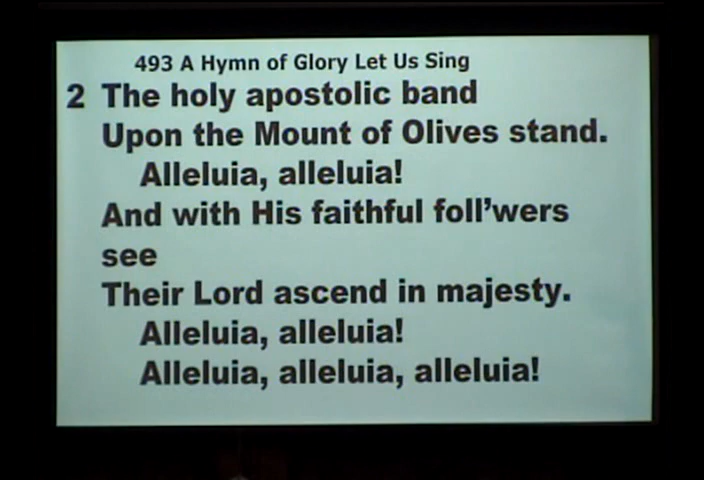 493 A Hymn of Glory Let Us Sing
2 The holy apostolic band
Upon the Mount of Olives stand.
Alleluia, alleluia!
And with His faithful foll’wers
see
Their Lord ascend in majesty.
Alleluia, alleluia!
Alleluia, alleluia, alleluia!